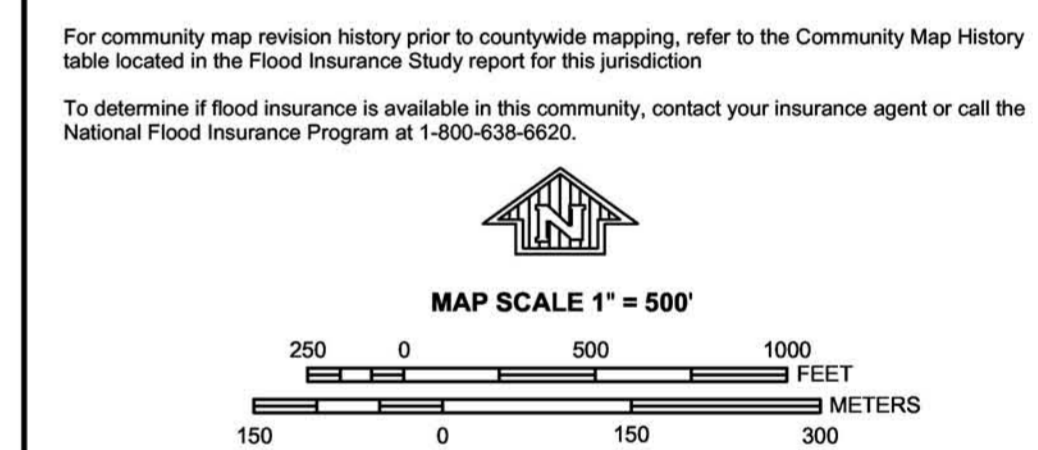 For community map revision history prior to countywide mapping, refer to the Community Map History
table located in the Flood Insurance Study report for this jurisdiction
To determine if flood insurance is available in this community, contact your insurance agent or call the
National Flood Insurance Program at 1-800-638-6620.
N
MAP SCALE 1" = 500'
250 0 500 1000
FEET
METERS
150 0 150 300